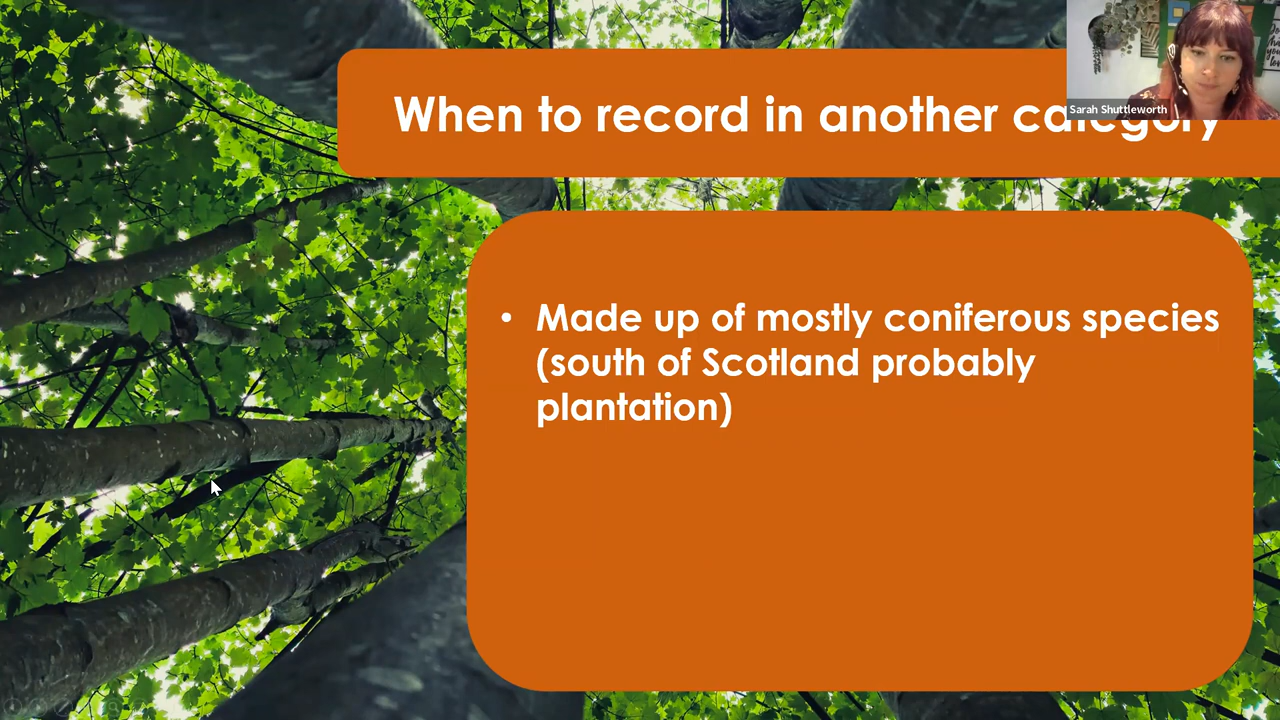 When to record in another category
Sarah Shuttleworth
• Made up of mostly coniferous species
(south of Scotland probably
plantation)